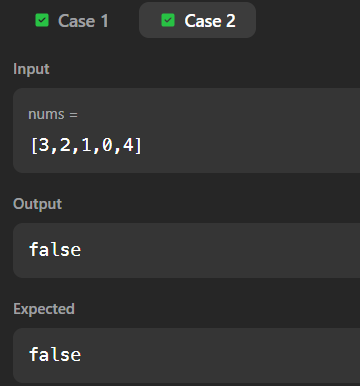 Case 1 Case 2
Input
nums =
[3,2,1,0,4]
Output
false
Expected
false